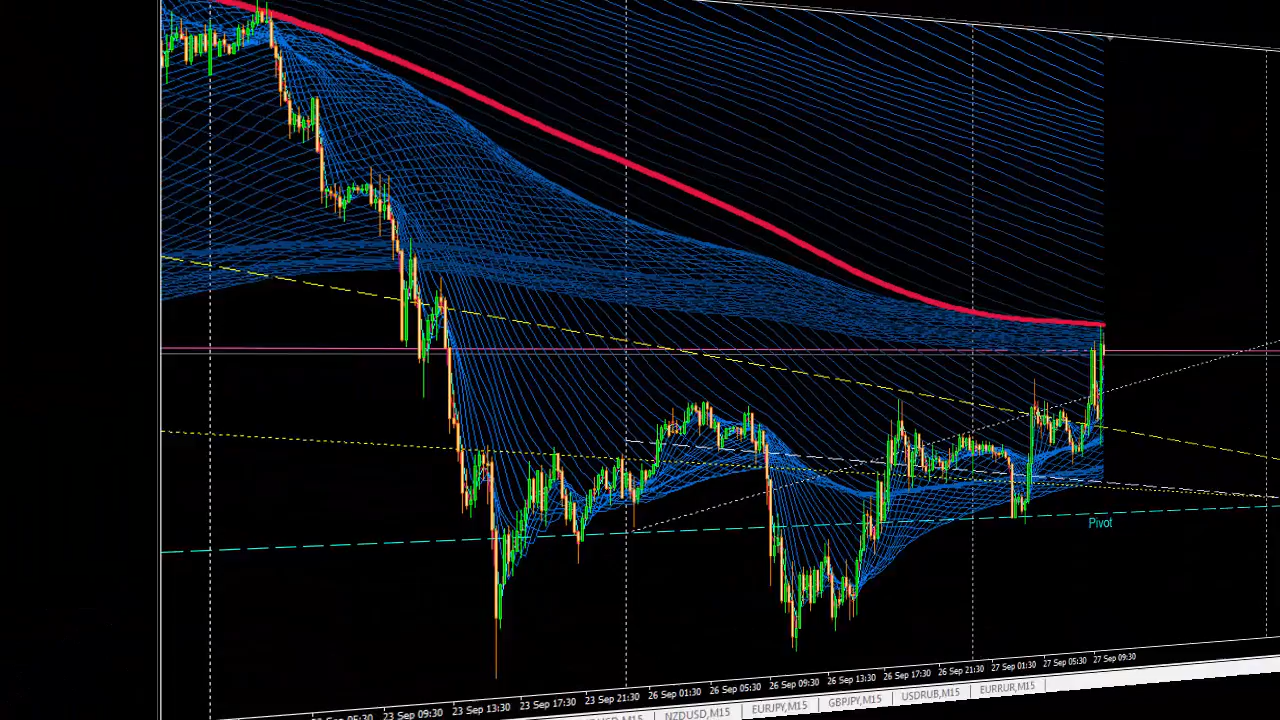 Pivot
23 Sep 09:30 23 Sep 13:30 23 Sep 17:30 23 Sep 21:30 26 Sep 01:30 26 Sep 05:30 26 Sep 09:30 26 Sep 13:30 26 Sep 17:30 26 Sep 21:30 27 Sep 01:30 27 Sep 05:30 27 Sep 09:30
NZDUSD,M15 EURJPY,M15 GBPJPY,M15 USDRUB,M15 EURRUR,M15